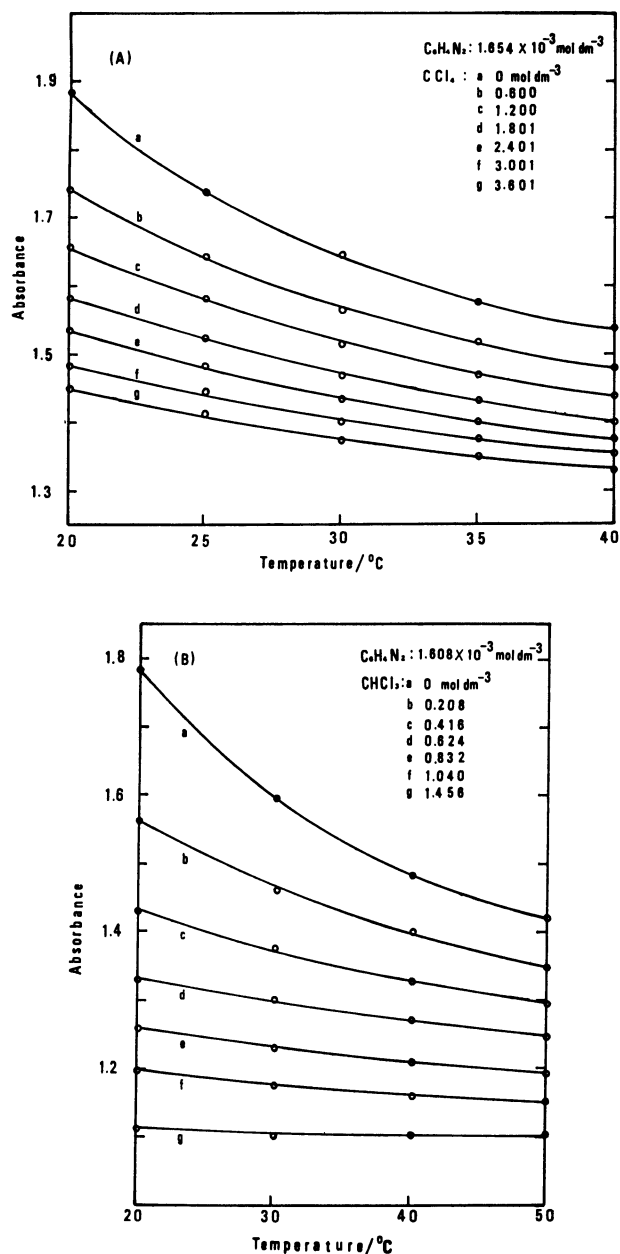 (A)
C₆H₆N₂ : 1.654 × 10⁻³ mol dm⁻³
CCl₄ : a 0 mol dm⁻³
b 0.600
c 1.200
d 1.801
e 2.401
f 3.001
g 3.601
1.9
1.7
1.5
1.3
Absorbance
a
b
c
d
e
f
g
20 25 30 35 40
Temperature/°C
(B)
C₆H₆N₂ : 1.608 × 10⁻³ mol dm⁻³
CHCl₃ : a 0 mol dm⁻³
b 0.208
c 0.416
d 0.624
e 0.832
f 1.040
g 1.456
1.8
1.6
1.4
1.2
Absorbance
a
b
c
d
e
f
g
20 30 40 50
Temperature/°C